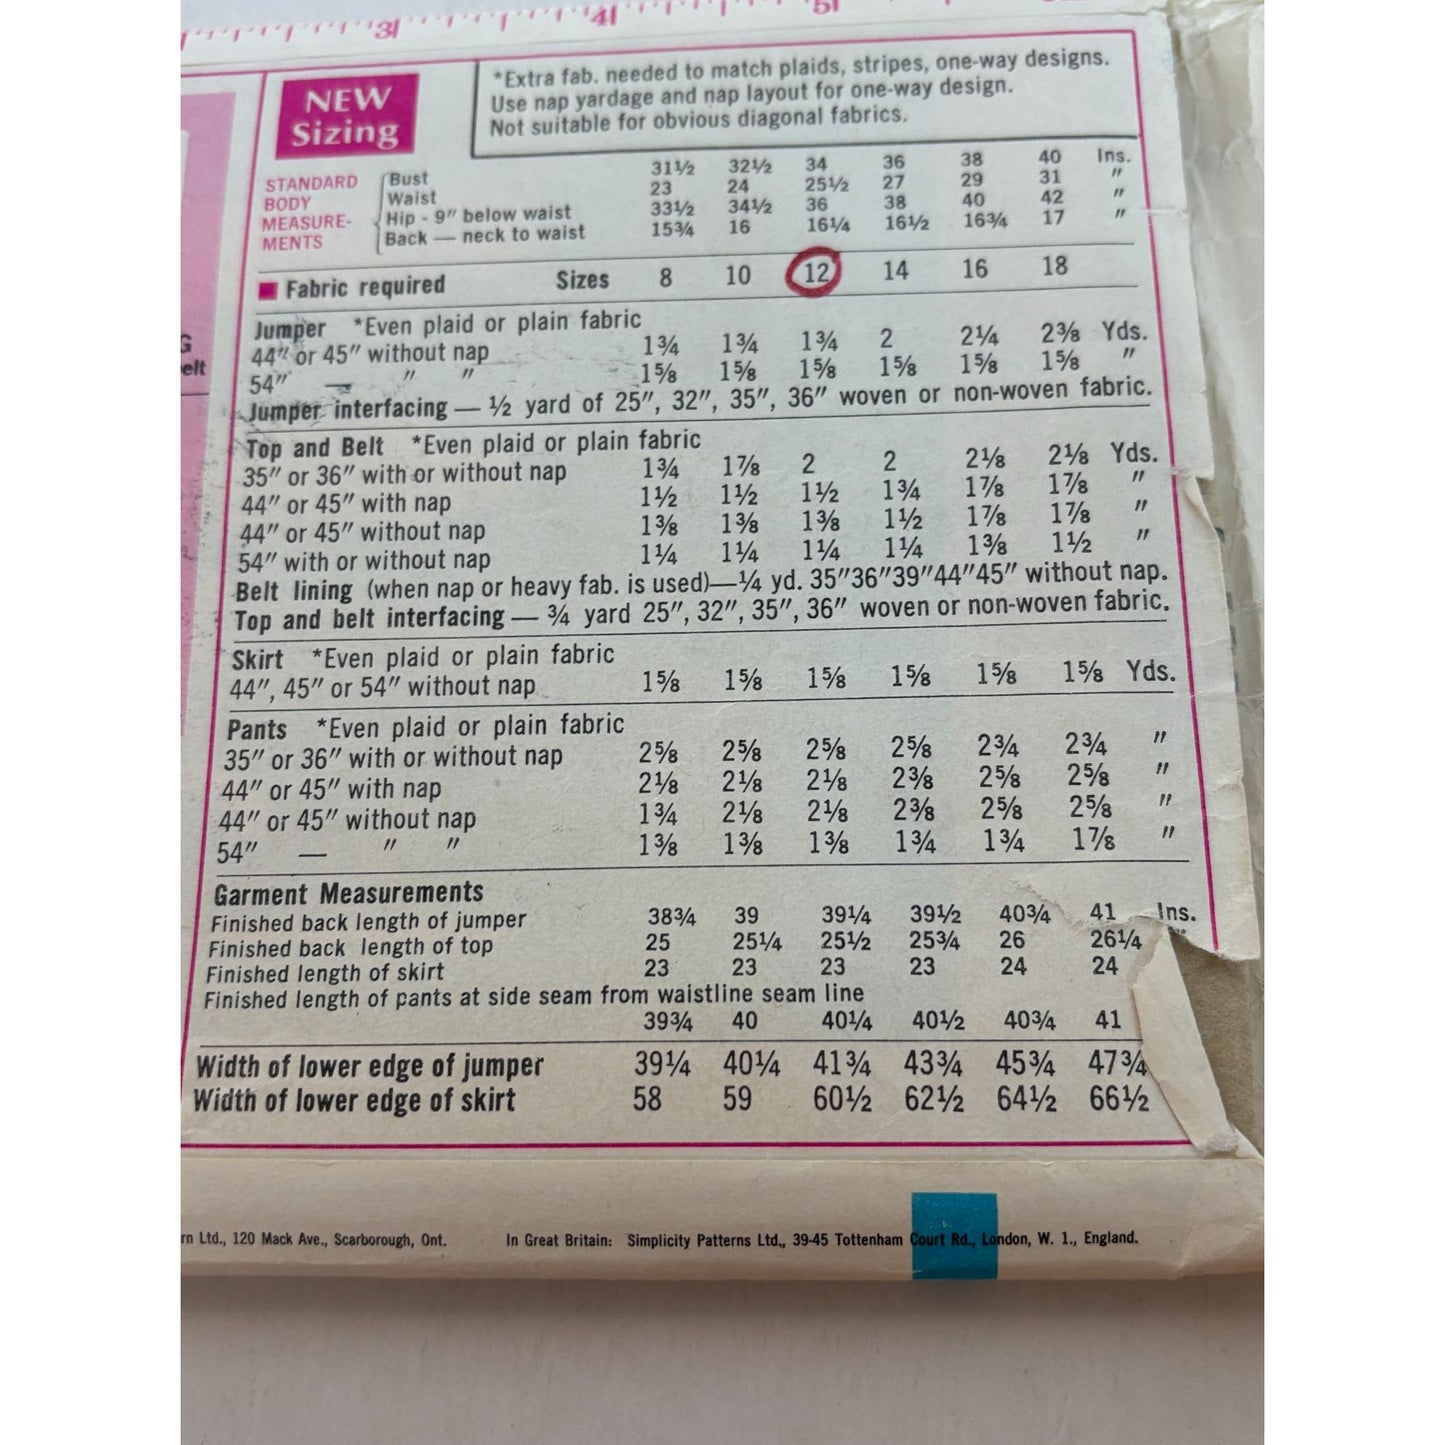 3 4 5
NEW
Sizing
*Extra fab. needed to match plaids, stripes, one-way designs.
Use nap yardage and nap layout for one-way design.
Not suitable for obvious diagonal fabrics.
STANDARD
BODY
MEASURE-
MENTS
Bust 31½ 32½ 34 36 38 40 Ins.
Waist 23 24 25½ 27 29 31 "
Hip - 9" below waist 33½ 34½ 36 38 40 42 "
Back — neck to waist 15¾ 16 16¼ 16½ 16¾ 17 "
Fabric required Sizes 8 10 12 14 16 18
Jumper *Even plaid or plain fabric
44" or 45" without nap 1¾ 1¾ 1¾ 2 2¼ 2⅜ Yds.
54" — " " 1⅝ 1⅝ 1⅝ 1⅝ 1⅝ 1⅝ "
Jumper interfacing — ½ yard of 25", 32", 35", 36" woven or non-woven fabric.
Top and Belt *Even plaid or plain fabric
35" or 36" with or without nap 1¾ 1⅞ 2 2 2⅛ 2⅛ Yds.
44" or 45" with nap 1½ 1½ 1½ 1¾ 1⅞ 1⅞ "
44" or 45" without nap 1⅜ 1⅜ 1⅜ 1½ 1⅞ 1⅞ "
54" with or without nap 1¼ 1¼ 1¼ 1¼ 1⅜ 1½ "
Belt lining (when nap or heavy fab. is used)—¼ yd. 35"36"39"44"45" without nap.
Top and belt interfacing — ¾ yard 25", 32", 35", 36" woven or non-woven fabric.
Skirt *Even plaid or plain fabric
44", 45" or 54" without nap 1⅝ 1⅝ 1⅝ 1⅝ 1⅝ 1⅝ Yds.
Pants *Even plaid or plain fabric
35" or 36" with or without nap 2⅝ 2⅝ 2⅝ 2⅝ 2¾ 2¾ "
44" or 45" with nap 2⅛ 2⅛ 2⅛ 2⅜ 2⅝ 2⅝ "
44" or 45" without nap 1¾ 2⅛ 2⅛ 2⅜ 2⅝ 2⅝ "
54" — " " 1⅜ 1⅜ 1⅜ 1¾ 1¾ 1⅞ "
Garment Measurements
Finished back length of jumper 38¾ 39 39¼ 39½ 40¾ 41 Ins.
Finished back length of top 25 25¼ 25½ 25¾ 26 26¼
Finished length of skirt 23 23 23 23 24 24
Finished length of pants at side seam from waistline seam line
39¾ 40 40¼ 40½ 40¾ 41
Width of lower edge of jumper 39¼ 40¼ 41¾ 43¾ 45¾ 47¾
Width of lower edge of skirt 58 59 60½ 62½ 64½ 66½
rn Ltd., 120 Mack Ave., Scarborough, Ont. In Great Britain: Simplicity Patterns Ltd., 39-45 Tottenham Court Rd., London, W. 1., England.
G
elt